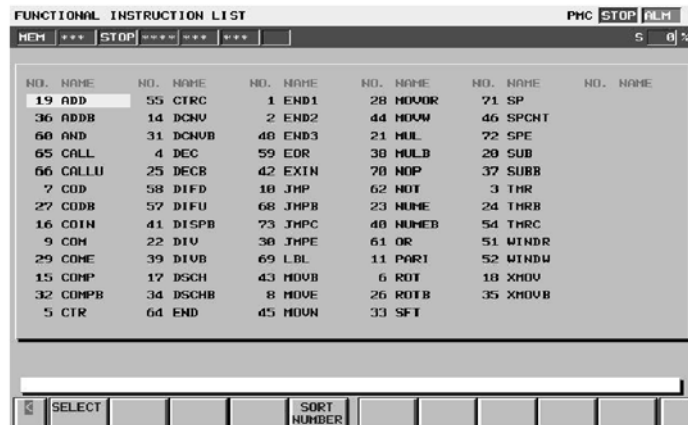 FUNCTIONAL INSTRUCTION LIST PMC STOP ALM
MEM *** STOP **** *** *** S 0 %
NO. NAME NO. NAME NO. NAME NO. NAME NO. NAME NO. NAME
19 ADD 55 CTRC 1 END1 28 MOVOR 71 SP
36 ADDB 14 DCNV 2 END2 44 MOVW 46 SPCNT
60 AND 31 DCNVB 48 END3 21 MUL 72 SPE
65 CALL 4 DEC 59 EOR 38 MULB 20 SUB
66 CALLU 25 DECB 42 EXIN 70 NOP 37 SUBB
7 COD 58 DIFD 10 JMP 62 NOT 3 TMR
27 CODB 57 DIFU 68 JMPB 23 NUME 24 TMRB
16 COIN 41 DISPB 73 JMPC 40 NUMEB 54 TMRC
9 COM 22 DIV 30 JMPE 61 OR 51 WINDR
29 COME 39 DIVB 69 LBL 11 PARI 52 WINDW
15 COMP 17 DSCH 43 MOVB 6 ROT 18 XMOV
32 COMPB 34 DSCHB 8 MOVE 26 ROTB 35 XMOVB
5 CTR 64 END 45 MOVN 33 SFT
< SELECT SORT
NUMBER